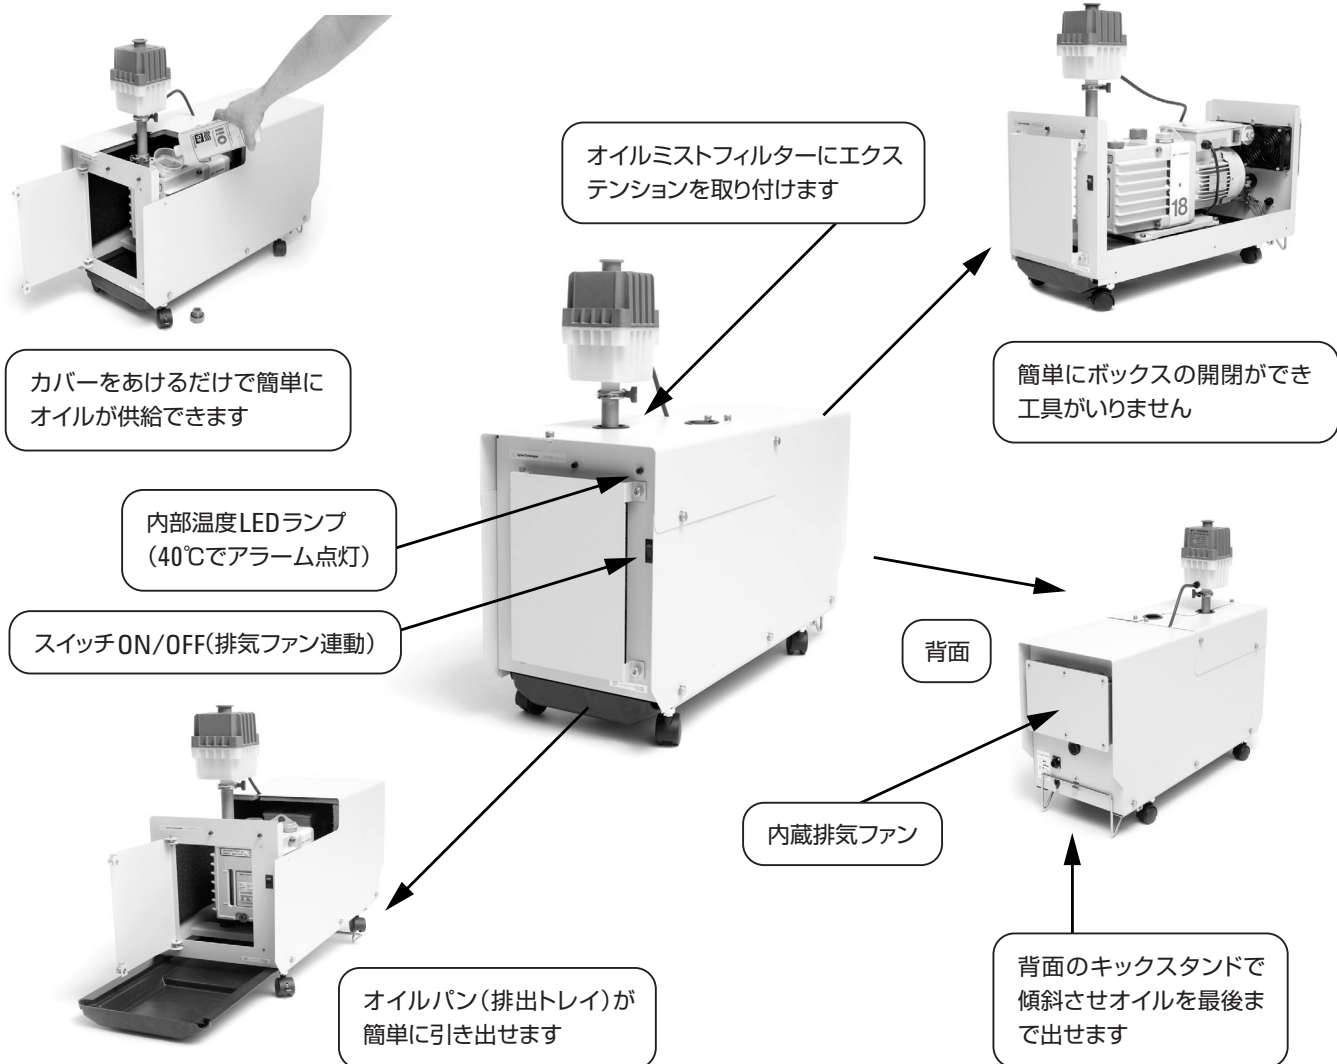 オイルミストフィルターにエクス
テンションを取り付けます
18
カバーをあけるだけで簡単に
オイルが供給できます
簡単にボックスの開閉ができ
工具がいりません
内部温度LEDランプ
(40℃でアラーム点灯)
スイッチON/OFF(排気ファン連動)
背面
内蔵排気ファン
オイルパン(排出トレイ)が
簡単に引き出せます
背面のキックスタンドで
傾斜させオイルを最後ま
で出せます